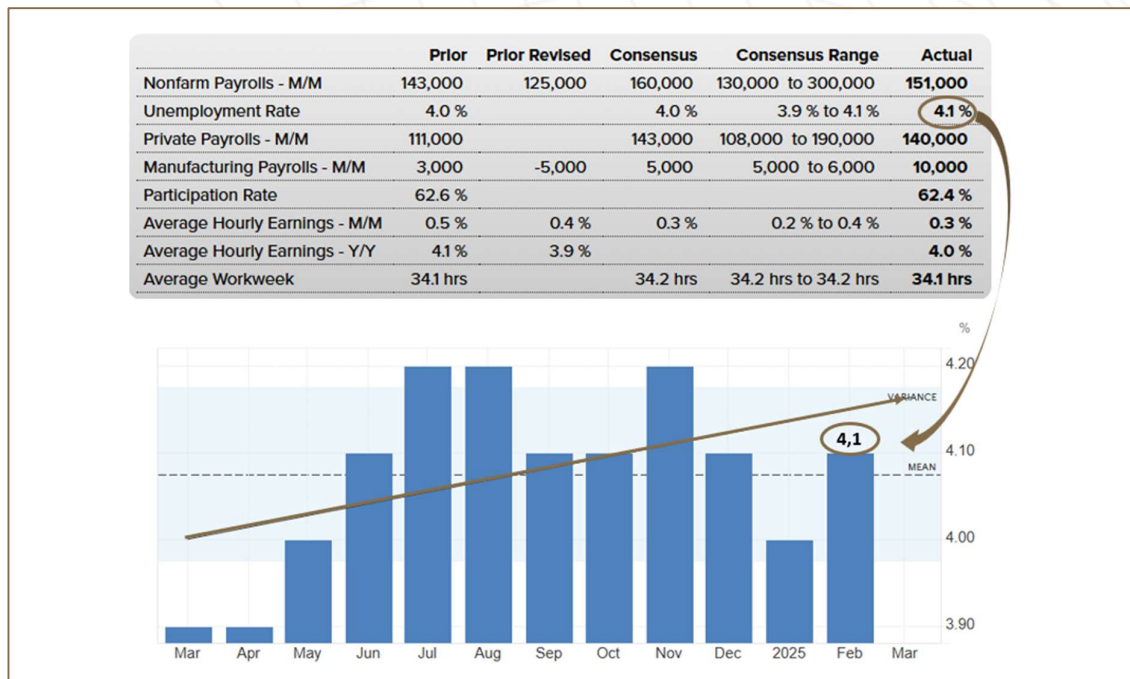 Prior Prior Revised Consensus Consensus Range Actual
Nonfarm Payrolls - M/M 143,000 125,000 160,000 130,000 to 300,000 151,000
Unemployment Rate 4.0 % 4.0 % 3.9 % to 4.1 % 4.1 %
Private Payrolls - M/M 111,000 143,000 108,000 to 190,000 140,000
Manufacturing Payrolls - M/M 3,000 -5,000 5,000 5,000 to 6,000 10,000
Participation Rate 62.6 % 62.4 %
Average Hourly Earnings - M/M 0.5 % 0.4 % 0.3 % 0.2 % to 0.4 % 0.3 %
Average Hourly Earnings - Y/Y 4.1 % 3.9 % 4.0 %
Average Workweek 34.1 hrs 34.2 hrs 34.2 hrs to 34.2 hrs 34.1 hrs
%
4.20
VARIANCE
4,1
4.10
MEAN
4.00
3.90
Mar Apr May Jun Jul Aug Sep Oct Nov Dec 2025 Feb Mar